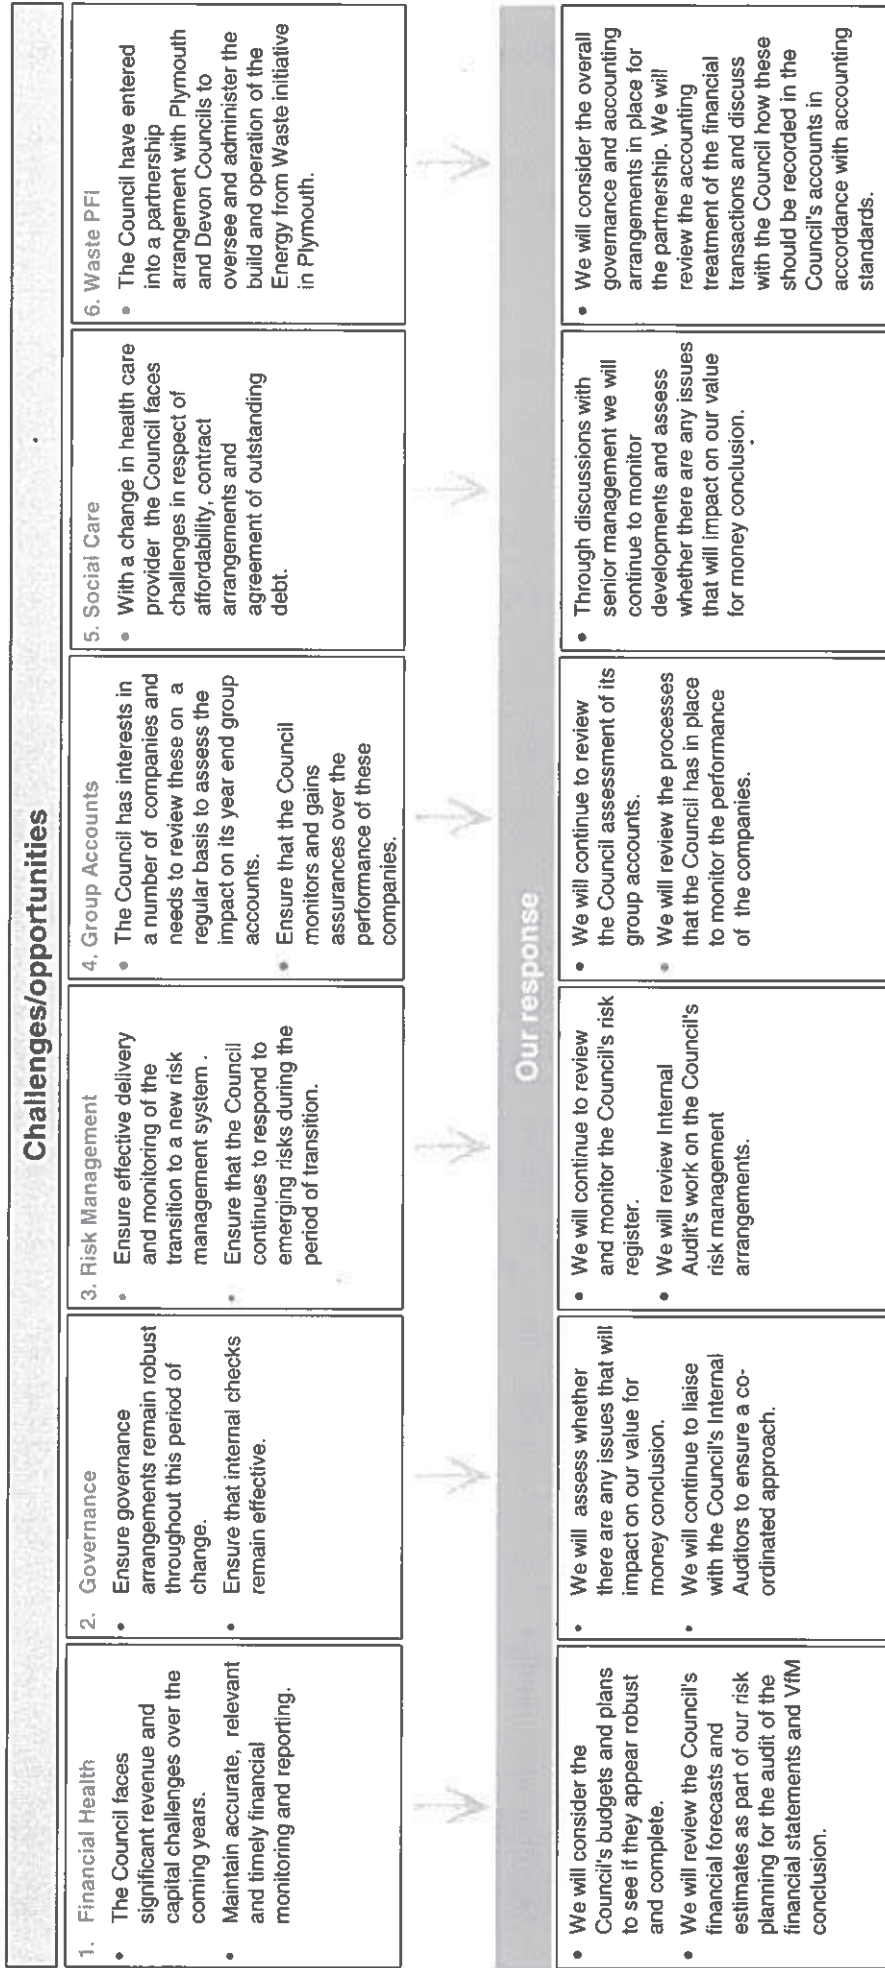 Challenges/opportunities
1. Financial Health
• The Council faces
significant revenue and
capital challenges over the
coming years.
• Maintain accurate, relevant
and timely financial
monitoring and reporting.
2. Governance
• Ensure governance
arrangements remain robust
throughout this period of
change.
• Ensure that internal checks
remain effective.
3. Risk Management
• Ensure effective delivery
and monitoring of the
transition to a new risk
management system .
• Ensure that the Council
continues to respond to
emerging risks during the
period of transition.
4. Group Accounts
• The Council has interests in
a number of companies and
needs to review these on a
regular basis to assess the
impact on its year end group
accounts.
• Ensure that the Council
monitors and gains
assurances over the
performance of these
companies.
5. Social Care
• With a change in health care
provider the Council faces
challenges in respect of
affordability, contract
arrangements and
agreement of outstanding
debt.
6. Waste PFI
• The Council have entered
into a partnership
arrangement with Plymouth
and Devon Councils to
oversee and administer the
build and operation of the
Energy from Waste initiative
in Plymouth.
Our response
• We will consider the
Council's budgets and plans
to see if they appear robust
and complete.
• We will review the Council's
financial forecasts and
estimates as part of our risk
planning for the audit of the
financial statements and VfM
conclusion.
• We will assess whether
there are any issues that will
impact on our value for
money conclusion.
• We will continue to liaise
with the Council's Internal
Auditors to ensure a co-
ordinated approach.
• We will continue to review
and monitor the Council's risk
register.
• We will review Internal
Audit's work on the Council's
risk management
arrangements.
• We will continue to review
the Council assessment of its
group accounts.
• We will review the processes
that the Council has in place
to monitor the performance
of the companies.
• Through discussions with
senior management we will
continue to monitor
developments and assess
whether there are any issues
that will impact on our value
for money conclusion.
• We will consider the overall
governance and accounting
arrangements in place for
the partnership. We will
review the accounting
treatment of the financial
transactions and discuss
with the Council how these
should be recorded in the
Council's accounts in
accordance with accounting
standards.